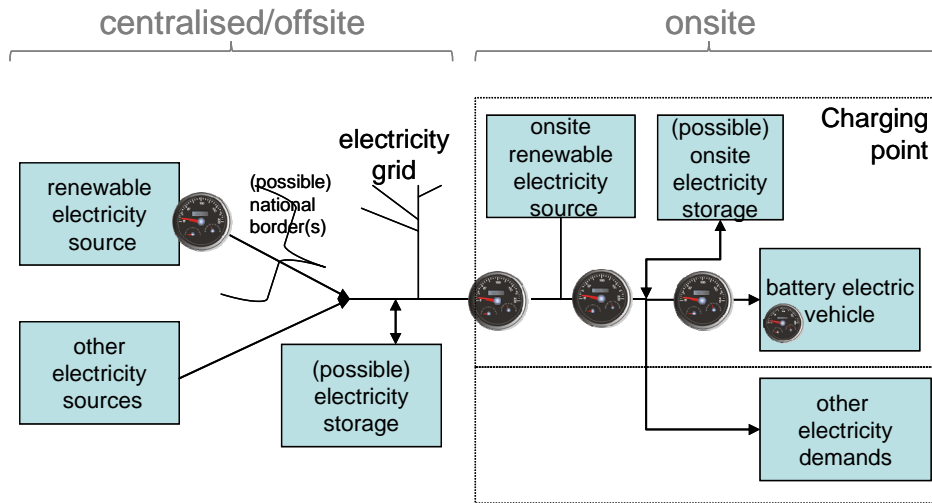 centralised/offsite
onsite
electricity
grid
(possible)
national
border(s)
renewable
electricity
source
other
electricity
sources
(possible)
electricity
storage
onsite
renewable
electricity
source
(possible)
onsite
electricity
storage
Charging
point
battery electric
vehicle
other
electricity
demands